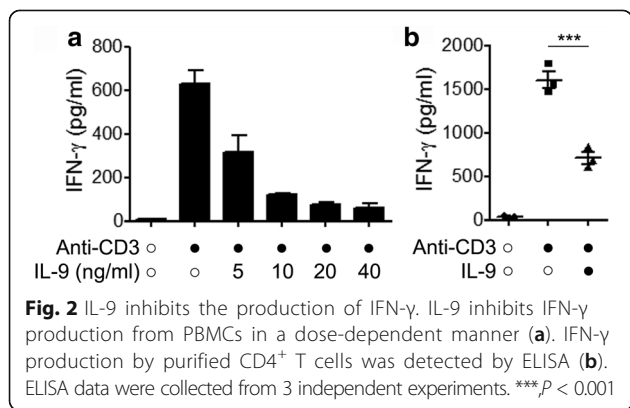 a
b
***
800
600
400
200
0
IFN-γ (pg/ml)
2000
1500
1000
500
0
IFN-γ (pg/ml)
Anti-CD3 ○ ● ● ● ● ●
IL-9 (ng/ml) ○ ○ 5 10 20 40
Anti-CD3 ○ ● ●
IL-9 ○ ○ ●
Fig. 2 IL-9 inhibits the production of IFN-γ. IL-9 inhibits IFN-γ
production from PBMCs in a dose-dependent manner (a). IFN-γ
production by purified CD4⁺ T cells was detected by ELISA (b).
ELISA data were collected from 3 independent experiments. ***,P < 0.001